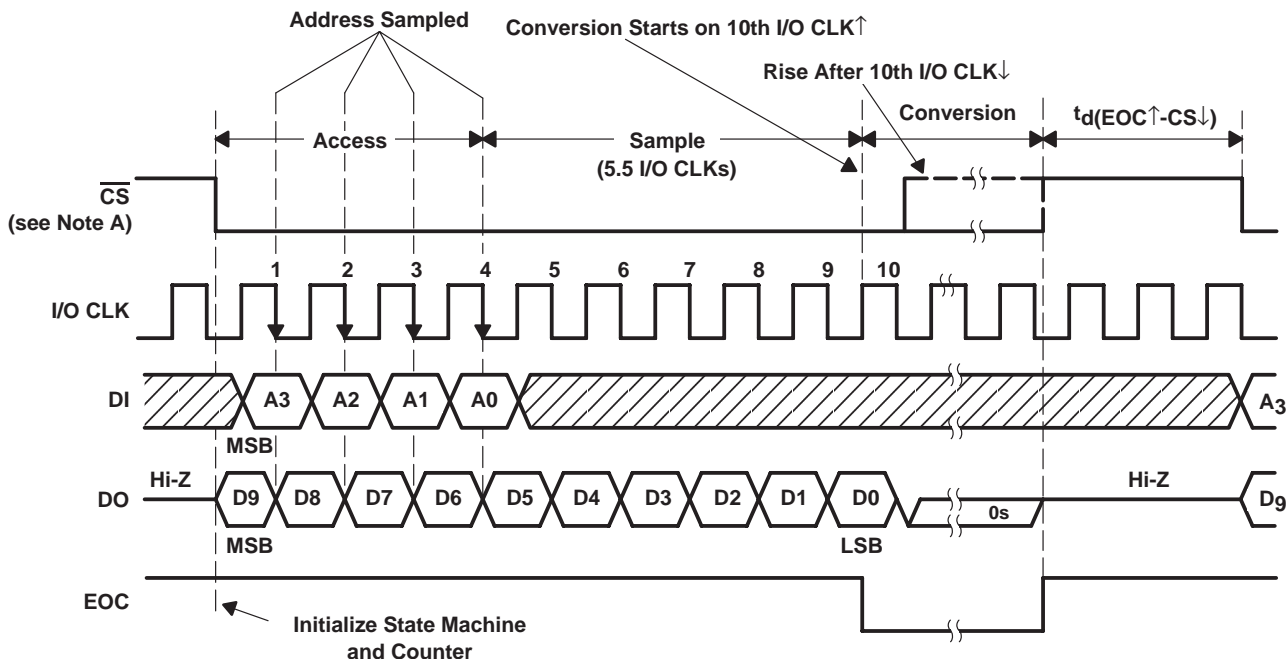 Address Sampled
Conversion Starts on 10th I/O CLK↑
Rise After 10th I/O CLK↓
Access
Sample
(5.5 I/O CLKs)
Conversion
td(EOC↑-CS↓)
CS
(see Note A)
1 2 3 4 5 6 7 8 9 10
I/O CLK
DI
A3 A2 A1 A0 A3
MSB
Hi-Z
Hi-Z
DO
D9 D8 D7 D6 D5 D4 D3 D2 D1 D0 0s D9
MSB LSB
EOC
Initialize State Machine
and Counter